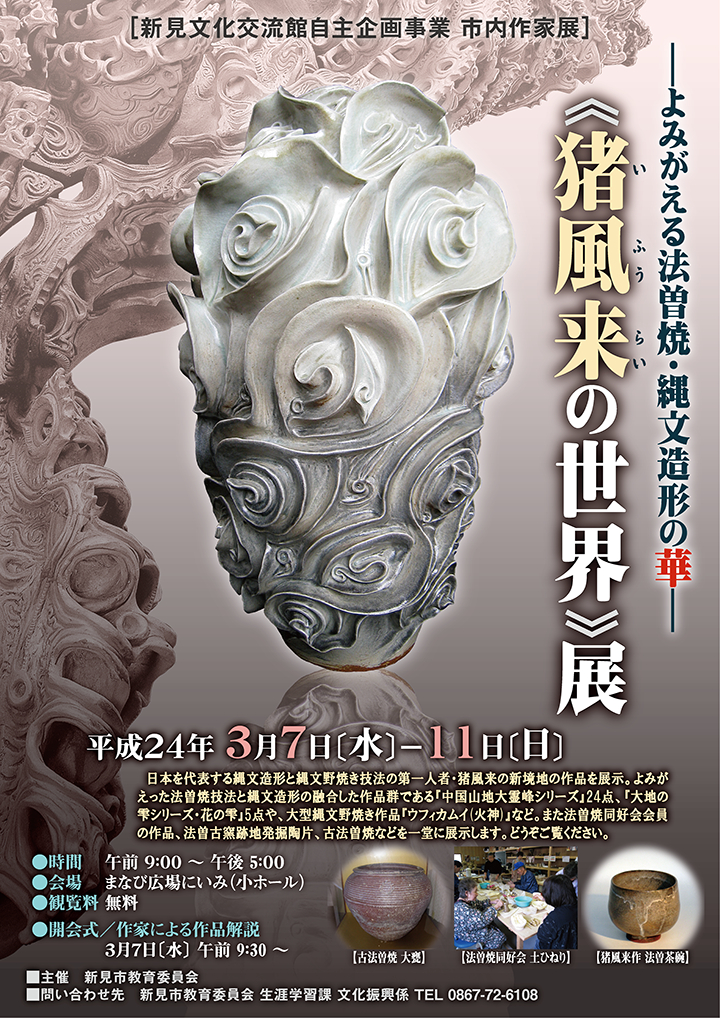 [新見文化交流館自主企画事業 市内作家展]
―よみがえる法曽焼・縄文造形の華―
《猪風来の世界》展
い ふう らい
平成24年 3月7日〔水〕–11日〔日〕
日本を代表する縄文造形と縄文野焼き技法の第一人者・猪風来の新境地の作品を展示。よみが
えった法曽焼技法と縄文造形の融合した作品群である『中国山地大霊峰シリーズ』24点、『大地の
雫シリーズ・花の雫』5点や、大型縄文野焼き作品『ウフィカムイ(火神)』など。また法曽焼同好会会員
の作品、法曽古窯跡地発掘陶片、古法曽焼などを一堂に展示します。どうぞご覧ください。
●時間 午前 9:00 ～ 午後 5:00
●会場 まなび広場にいみ(小ホール)
●観覧料 無料
●開会式／作家による作品解説
3月7日〔水〕 午前 9:30 ～
【古法曽焼 大甕】
【法曽焼同好会 土ひねり】
【猪風来作 法曽茶碗】
■主催 新見市教育委員会
■問い合わせ先 新見市教育委員会 生涯学習課 文化振興係 TEL 0867-72-6108